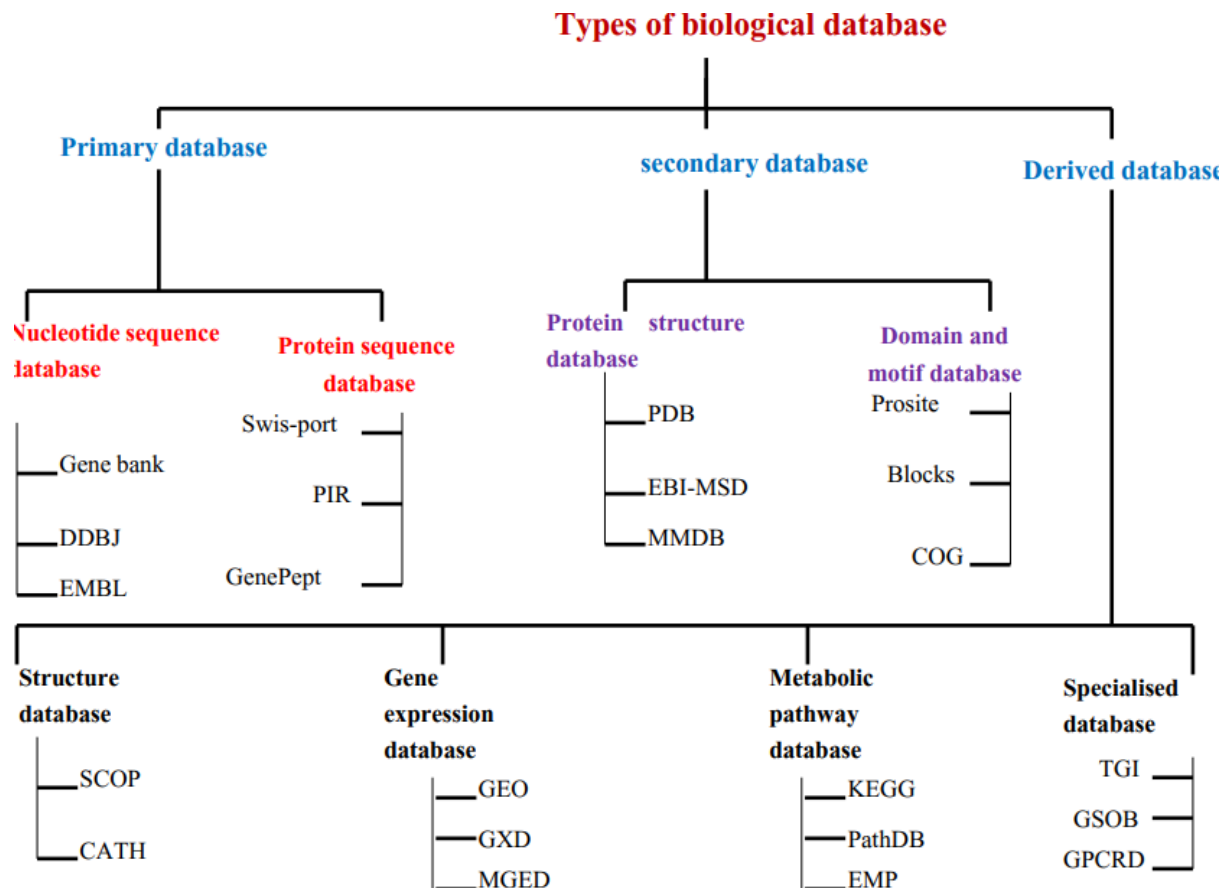 Types of biological database
Primary database
secondary database
Derived database
Nucleotide sequence
database
Gene bank
DDBJ
EMBL
Protein sequence
database
Swis-port
PIR
GenePept
Protein structure
database
PDB
EBI-MSD
MMDB
Domain and
motif database
Prosite
Blocks
COG
Structure
database
SCOP
CATH
Gene
expression
database
GEO
GXD
MGED
Metabolic
pathway
database
KEGG
PathDB
EMP
Specialised
database
TGI
GSOB
GPCRD